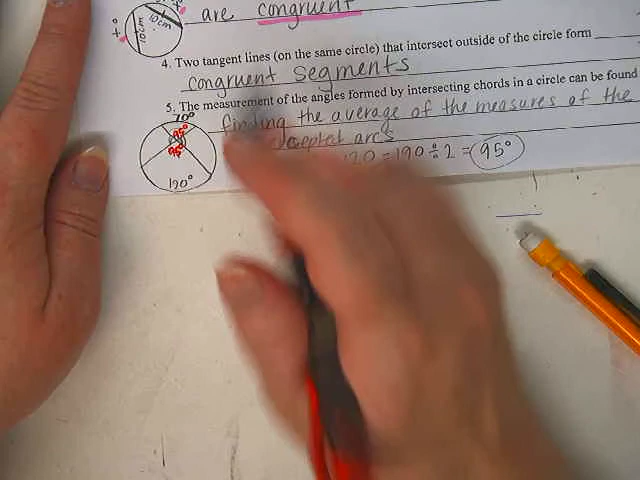 10cm
10cm
are congruent
4. Two tangent lines (on the same circle) that intersect outside of the circle form
congruent segments
5. The measurement of the angles formed by intersecting chords in a circle can be found
70°
finding the average of the measures of the
95°
95°
arcs
120 = 190 ÷ 2 = 95°
120°